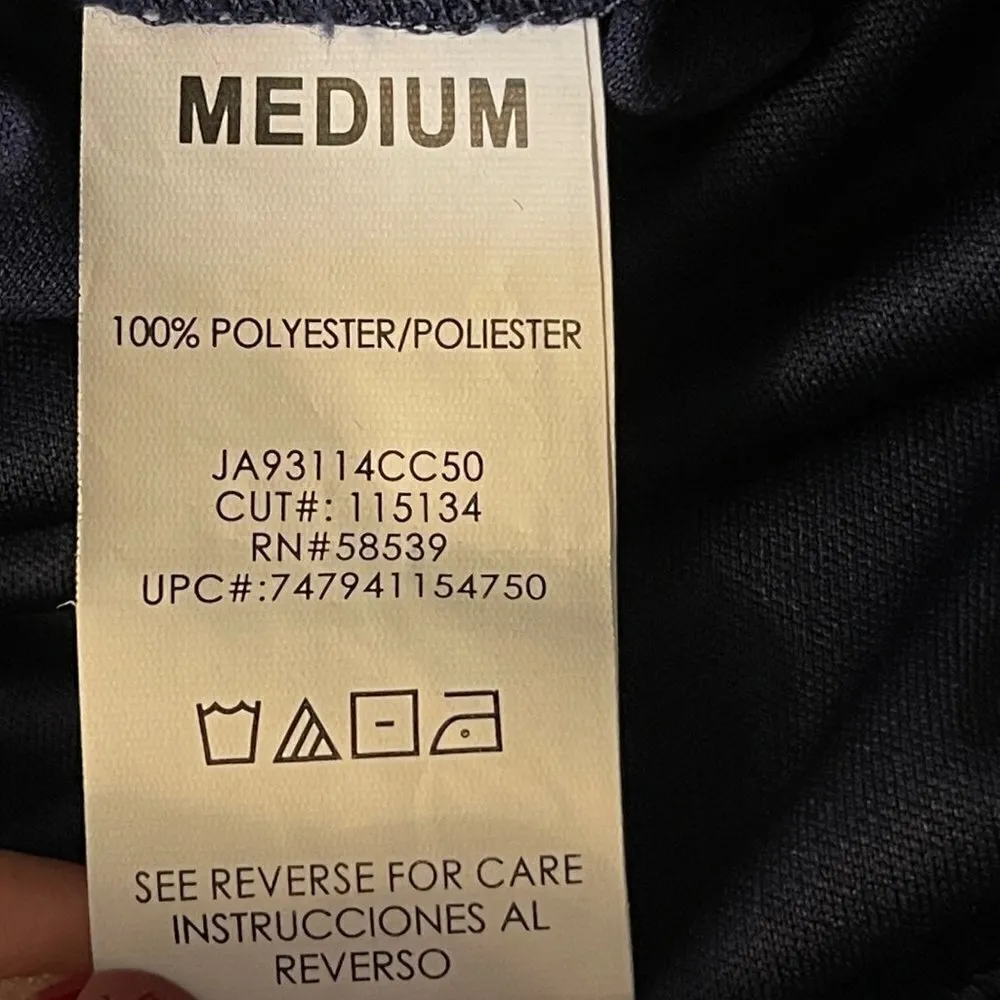 MEDIUM
100% POLYESTER/POLIESTER
JA93114CC50
CUT#: 115134
RN#58539
UPC#:747941154750
SEE REVERSE FOR CARE
INSTRUCCIONES AL
REVERSO